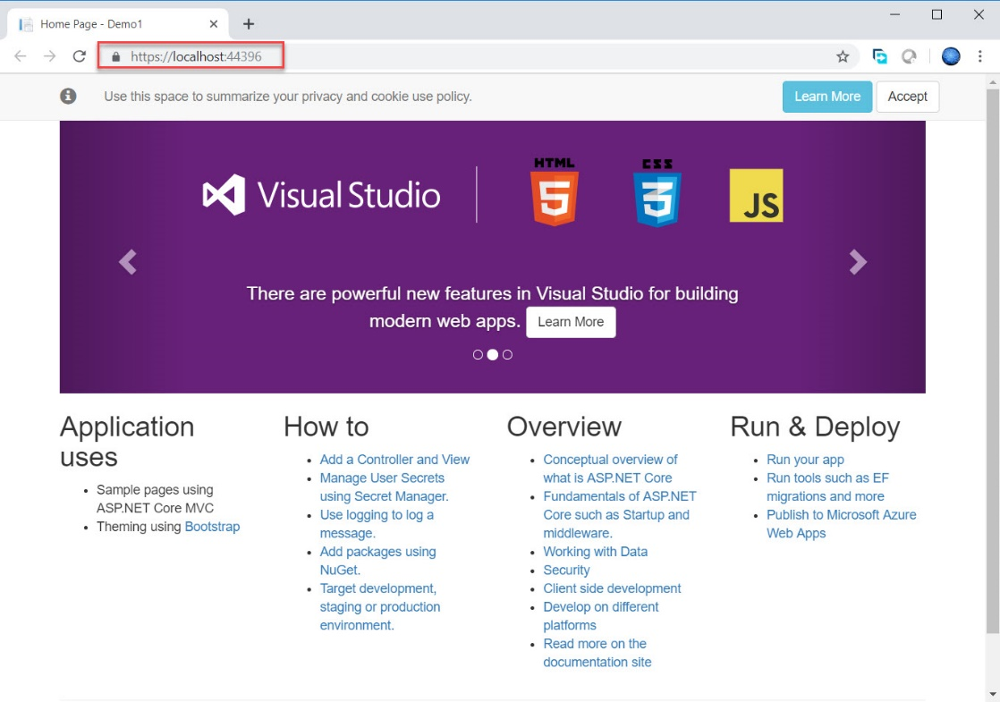 Home Page - Demo1
https://localhost:44396
Use this space to summarize your privacy and cookie use policy.
Learn More
Accept
Visual Studio
HTML
5
CSS
3
JS
There are powerful new features in Visual Studio for building
modern web apps. Learn More
Application
uses
Sample pages using
ASP.NET Core MVC
Theming using Bootstrap
How to
Add a Controller and View
Manage User Secrets
using Secret Manager.
Use logging to log a
message.
Add packages using
NuGet.
Target development,
staging or production
environment.
Overview
Conceptual overview of
what is ASP.NET Core
Fundamentals of ASP.NET
Core such as Startup and
middleware.
Working with Data
Security
Client side development
Develop on different
platforms
Read more on the
documentation site
Run & Deploy
Run your app
Run tools such as EF
migrations and more
Publish to Microsoft Azure
Web Apps